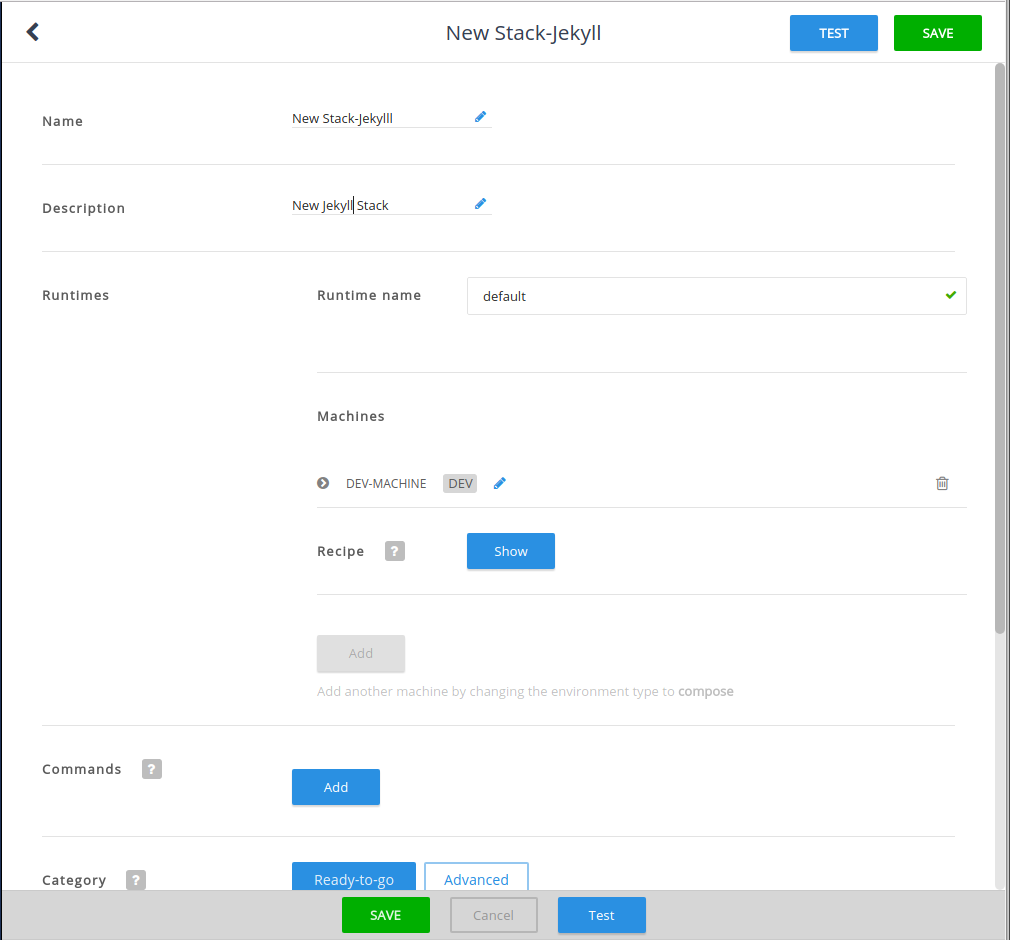 New Stack-Jekyll
TEST
SAVE
Name
New Stack-Jekylll
Description
New Jekyll Stack
Runtimes
Runtime name
default
Machines
DEV-MACHINE DEV
Recipe ?
Show
Add
Add another machine by changing the environment type to compose
Commands ?
Add
Category ?
Ready-to-go
Advanced
SAVE
Cancel
Test